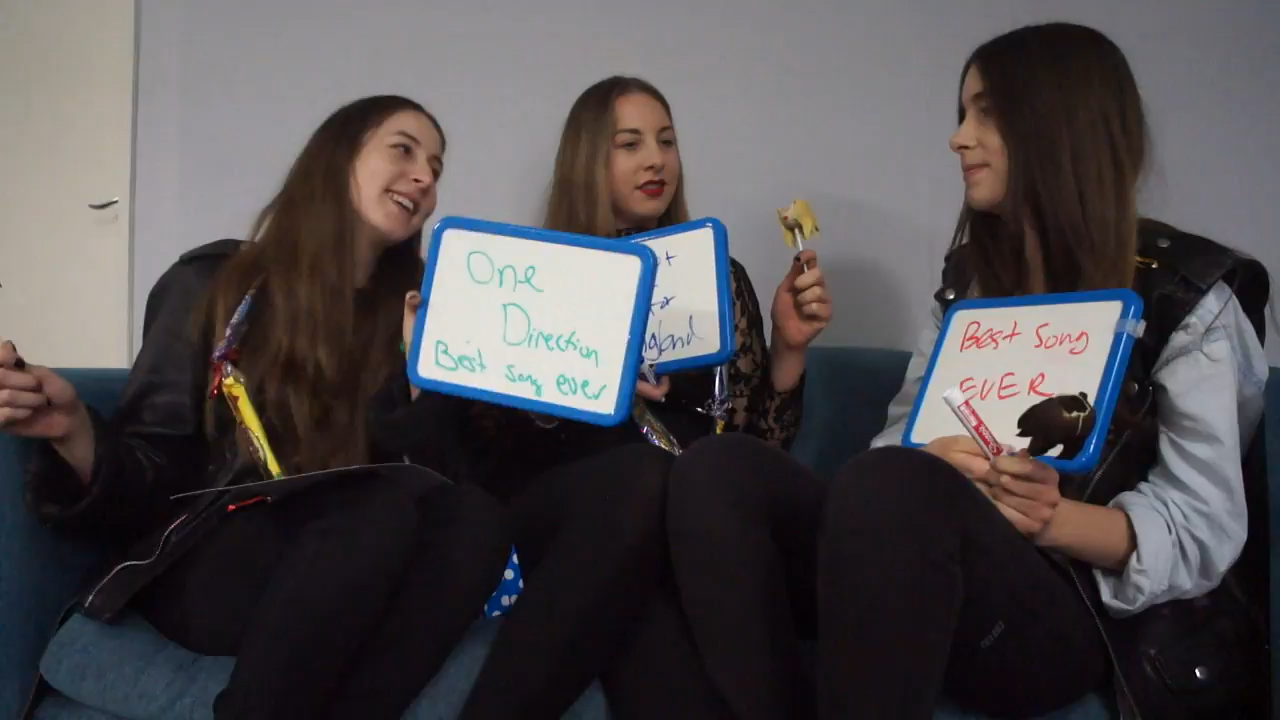 One
Direction
Best song ever
Best Song
EVER